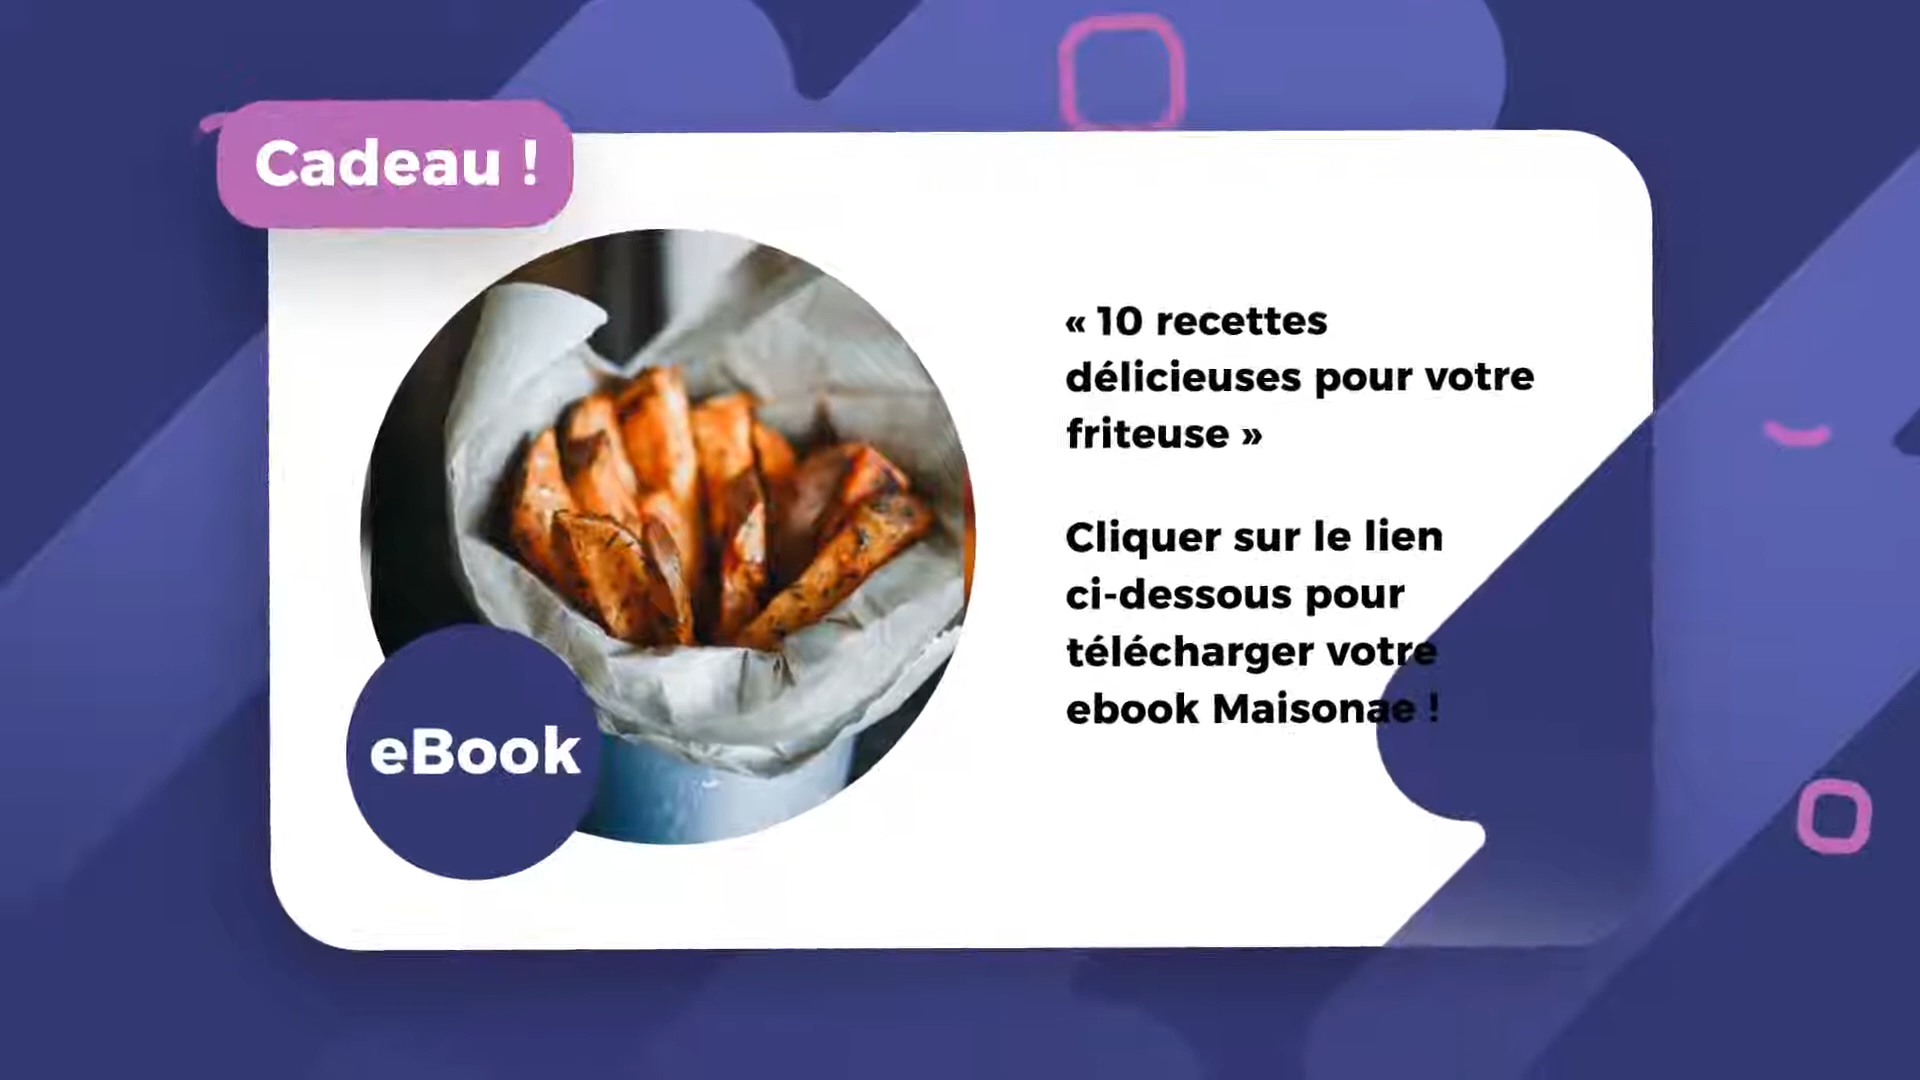 Cadeau !
« 10 recettes
délicieuses pour votre
friteuse »
Cliquer sur le lien
ci-dessous pour
télécharger votre
ebook Maisonae !
eBook